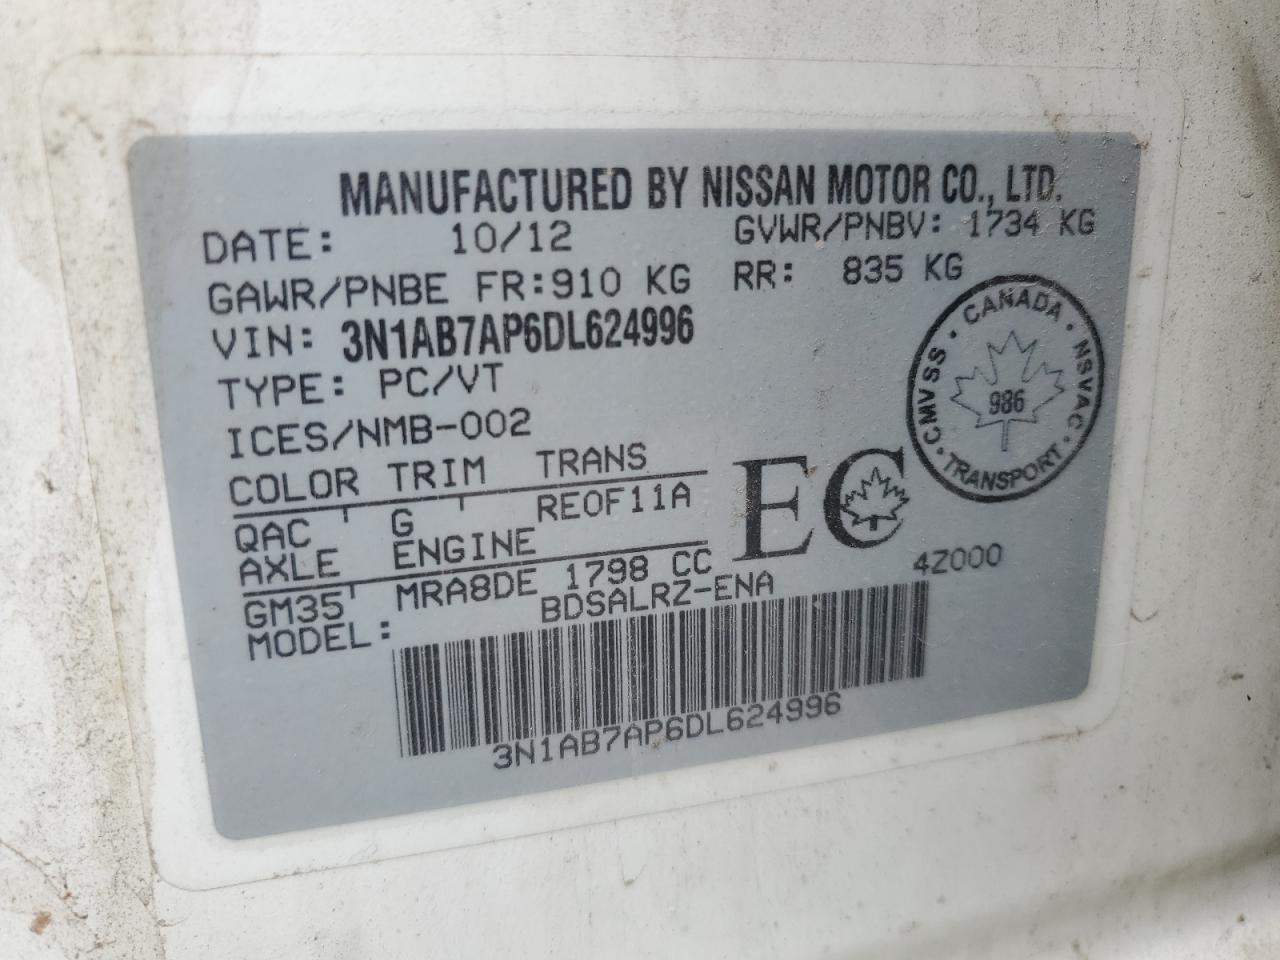 MANUFACTURED BY NISSAN MOTOR CO., LTD.
DATE: 10/12 GVWR/PNBV: 1734 KG
GAWR/PNBE FR:910 KG RR: 835 KG
VIN: 3N1AB7AP6DL624996
TYPE: PC/VT
ICES/NMB-002
COLOR TRIM TRANS
QAC G RE0F11A
AXLE ENGINE
GM35 MRA8DE 1798 CC
MODEL: BDSALRZ-ENA
EC
4Z000
CANADA · NSVAC · TRANSPORT · CMVSS ·
986
3N1AB7AP6DL624996